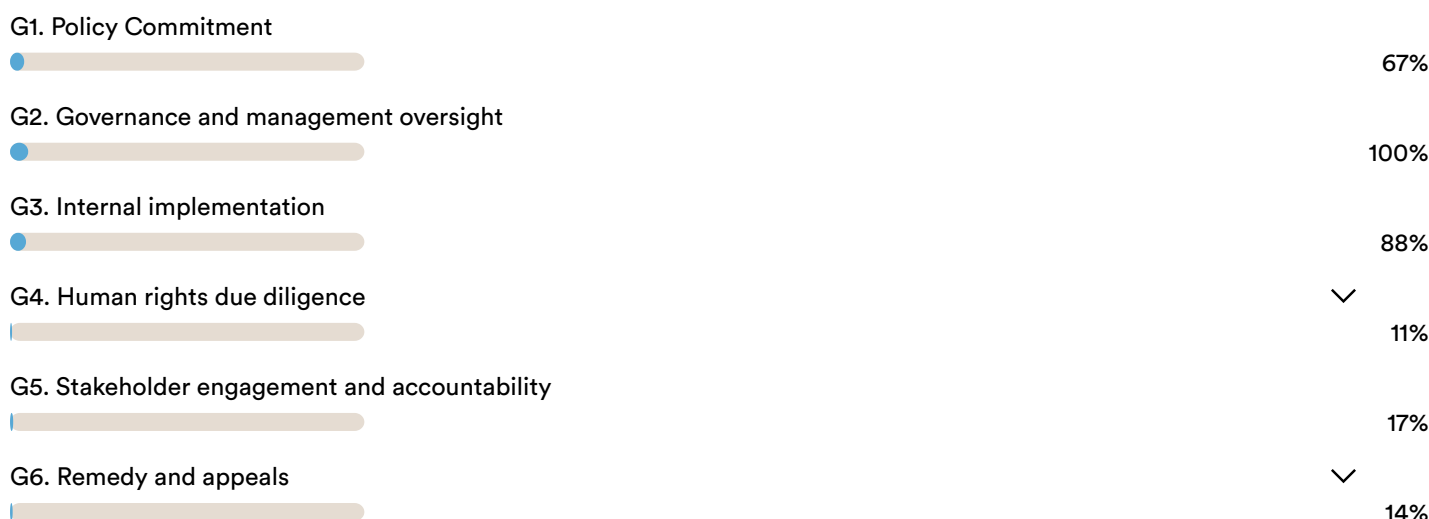 G1. Policy Commitment
67%
G2. Governance and management oversight
100%
G3. Internal implementation
88%
G4. Human rights due diligence
11%
G5. Stakeholder engagement and accountability
17%
G6. Remedy and appeals
14%